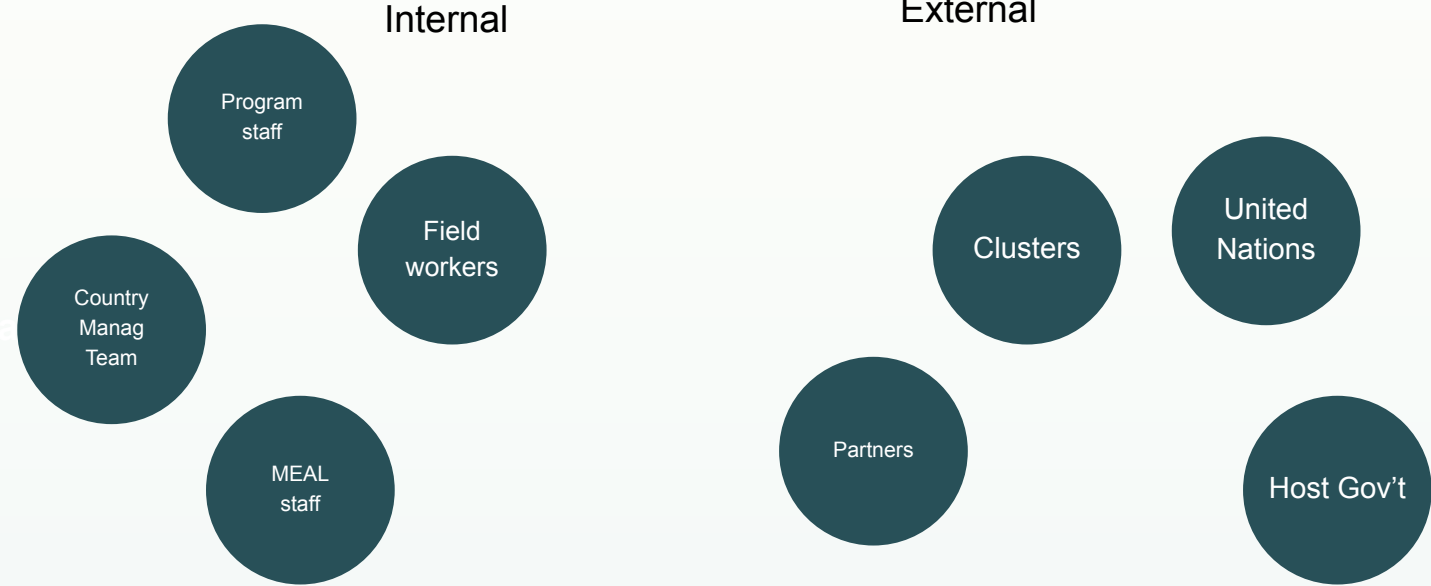 Internal
External
Program
staff
Field
workers
Country
Manag
Team
MEAL
staff
Clusters
United
Nations
Partners
Host Gov’t